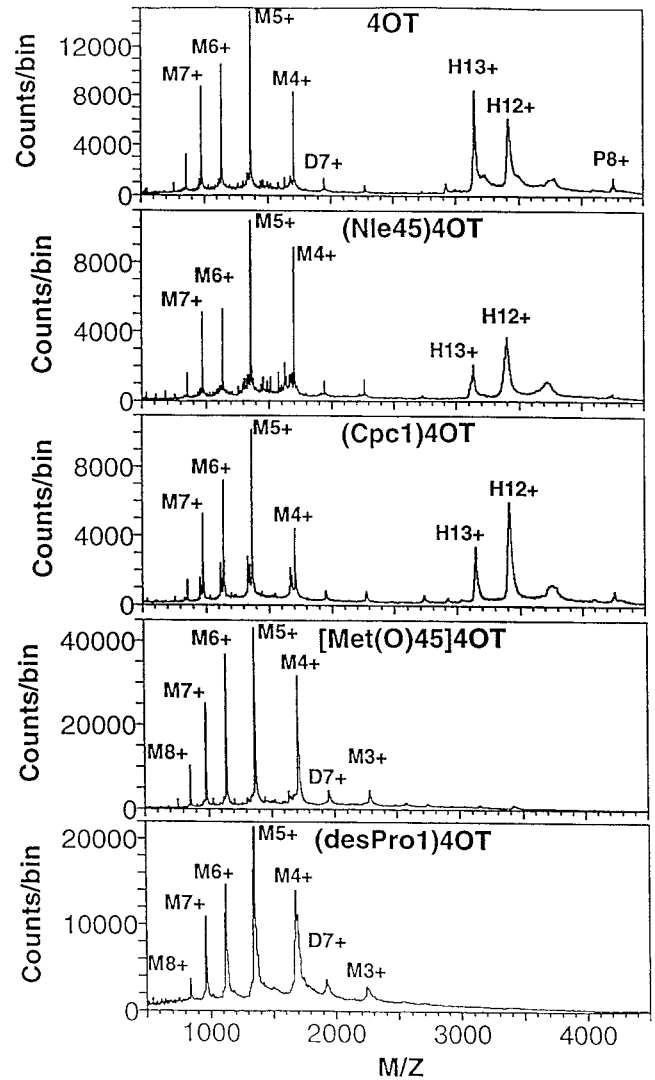 4OT
Counts/bin
12000
8000
4000
0
M7+
M6+
M5+
M4+
D7+
H13+
H12+
P8+
(Nle45)4OT
Counts/bin
8000
4000
0
M7+
M6+
M5+
M4+
H13+
H12+
(Cpc1)4OT
Counts/bin
8000
4000
0
M7+
M6+
M5+
M4+
H13+
H12+
[Met(O)45]4OT
Counts/bin
40000
20000
0
M8+
M7+
M6+
M5+
M4+
D7+
M3+
(desPro1)4OT
Counts/bin
20000
10000
0
M8+
M7+
M6+
M5+
M4+
D7+
M3+
1000 2000 3000 4000
M/Z